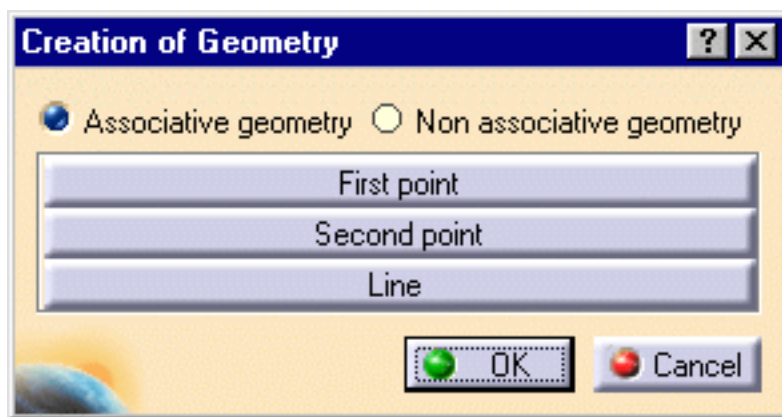 Creation of Geometry
Associative geometry Non associative geometry
First point
Second point
Line
OK Cancel